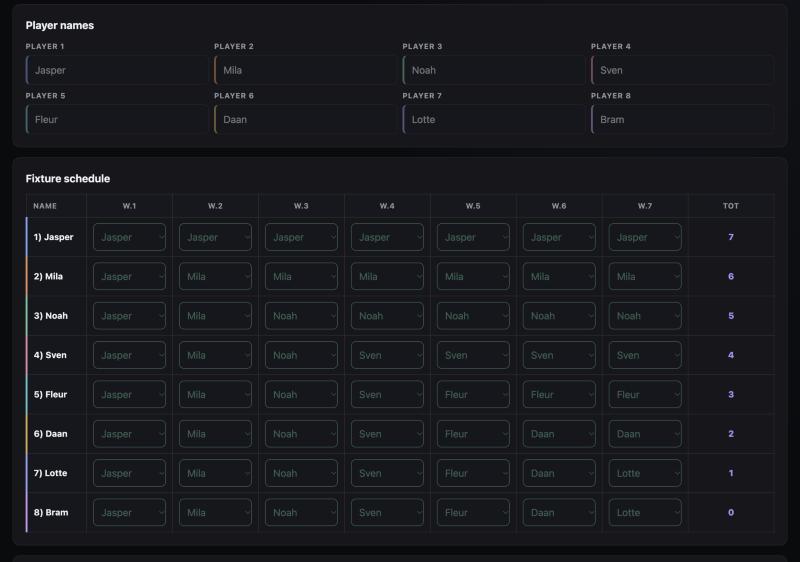 Player names
PLAYER 1 PLAYER 2 PLAYER 3 PLAYER 4
Jasper Mila Noah Sven
PLAYER 5 PLAYER 6 PLAYER 7 PLAYER 8
Fleur Daan Lotte Bram
Fixture schedule
NAME W.1 W.2 W.3 W.4 W.5 W.6 W.7 TOT
1) Jasper Jasper Jasper Jasper Jasper Jasper Jasper Jasper 7
2) Mila Jasper Mila Mila Mila Mila Mila Mila 6
3) Noah Jasper Mila Noah Noah Noah Noah Noah 5
4) Sven Jasper Mila Noah Sven Sven Sven Sven 4
5) Fleur Jasper Mila Noah Sven Fleur Fleur Fleur 3
6) Daan Jasper Mila Noah Sven Fleur Daan Daan 2
7) Lotte Jasper Mila Noah Sven Fleur Daan Lotte 1
8) Bram Jasper Mila Noah Sven Fleur Daan Lotte 0